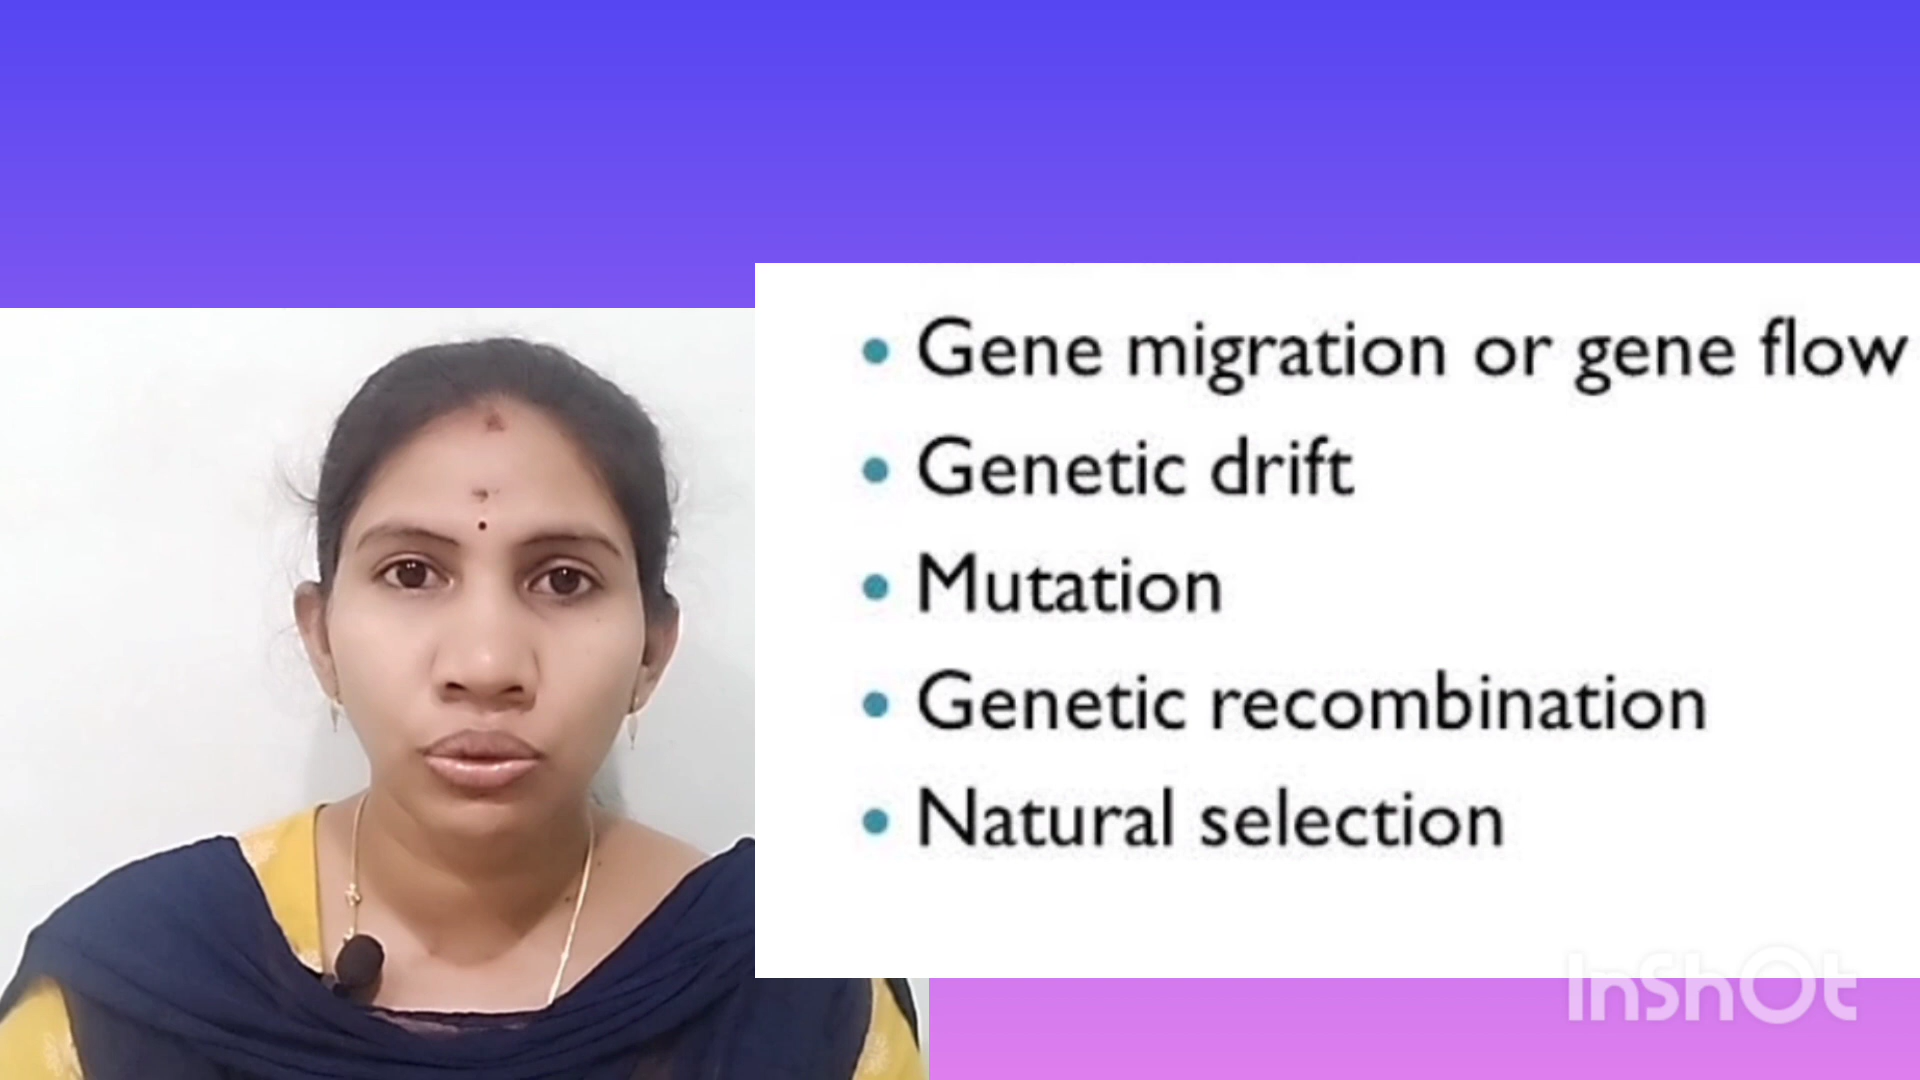 Gene migration or gene flow
Genetic drift
Mutation
Genetic recombination
Natural selection
InShOt